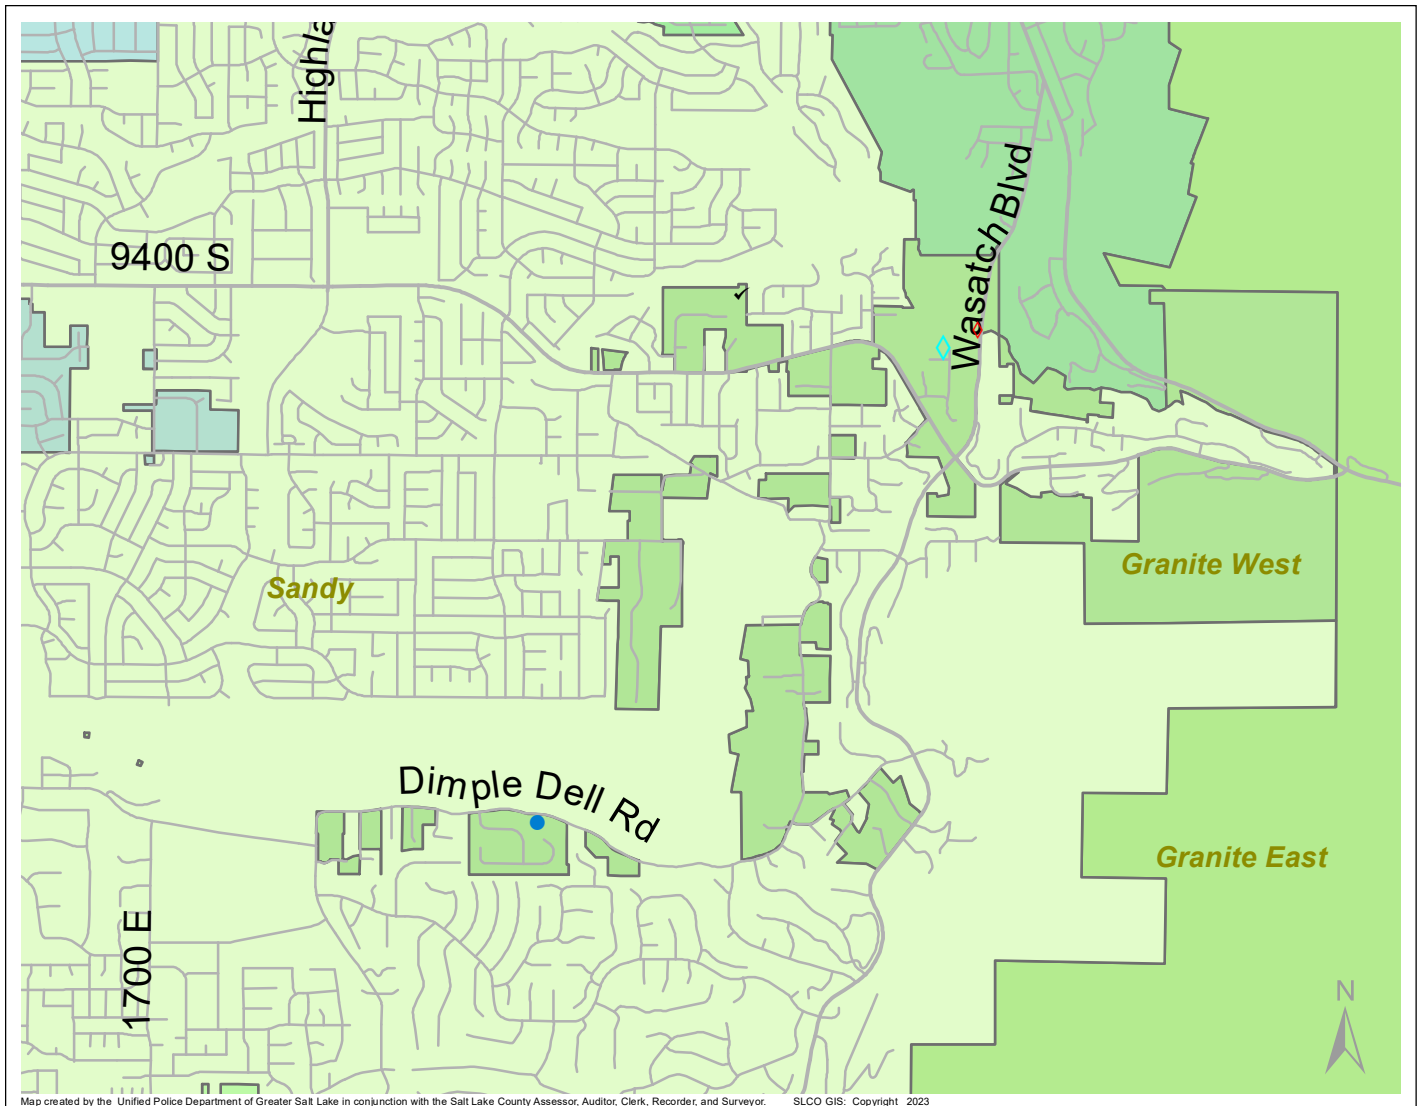 Highla
Wasatch Blvd
9400 S
Granite West
Sandy
Dimple Dell Rd
Granite East
1700 E
N
Map created by the Unified Police Department of Greater Salt Lake in conjunction with the Salt Lake County Assessor, Auditor, Clerk, Recorder, and Surveyor. SLCO GIS: Copyright 2023